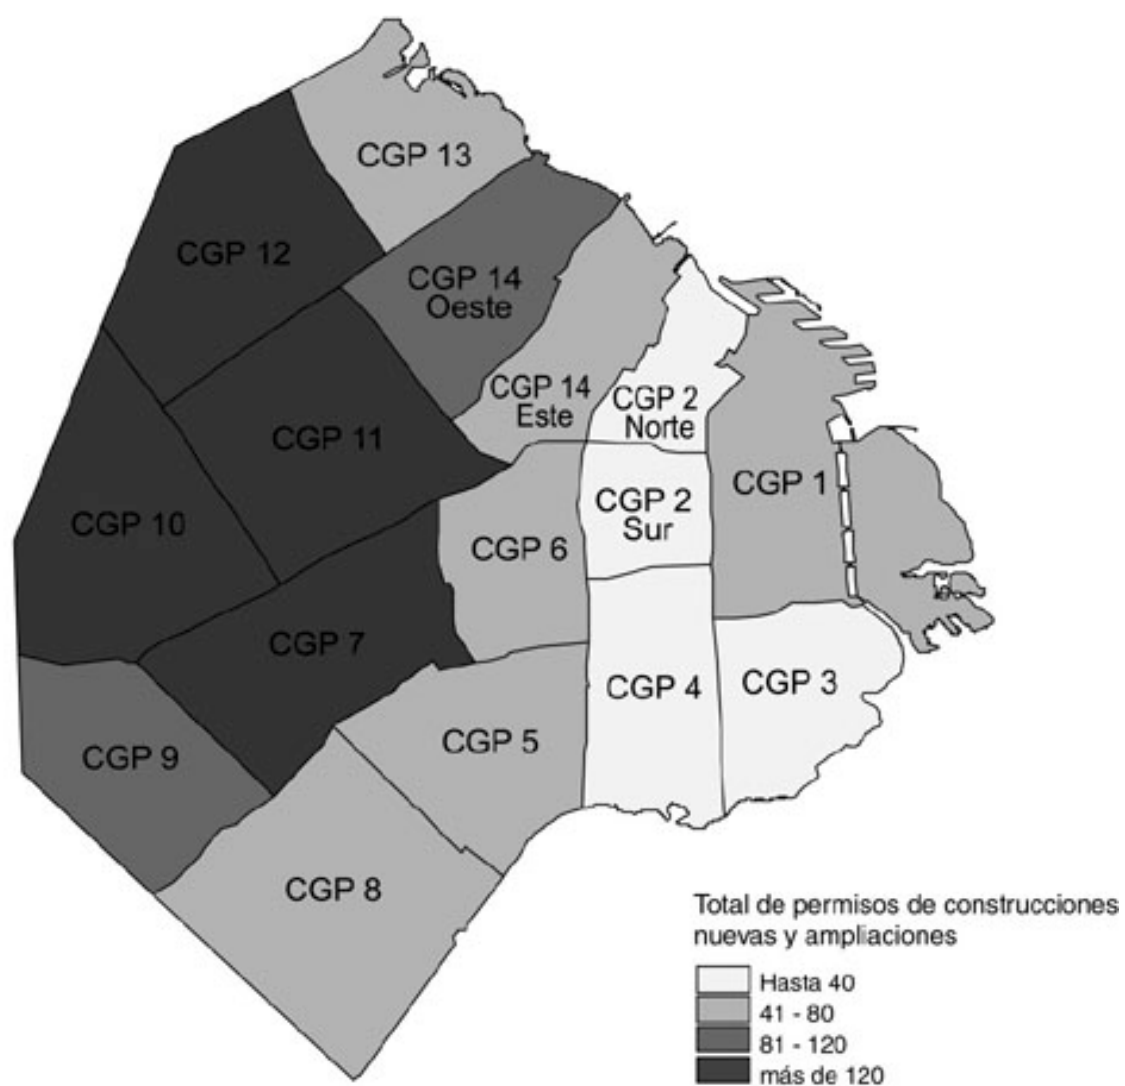 CGP 13
CGP 12
CGP 14
Oeste
CGP 14
Este
CGP 2
Norte
CGP 11
CGP 1
CGP 2
Sur
CGP 10
CGP 6
CGP 7
CGP 4
CGP 3
CGP 5
CGP 9
CGP 8
Total de permisos de construcciones
nuevas y ampliaciones
Hasta 40
41 - 80
81 - 120
más de 120